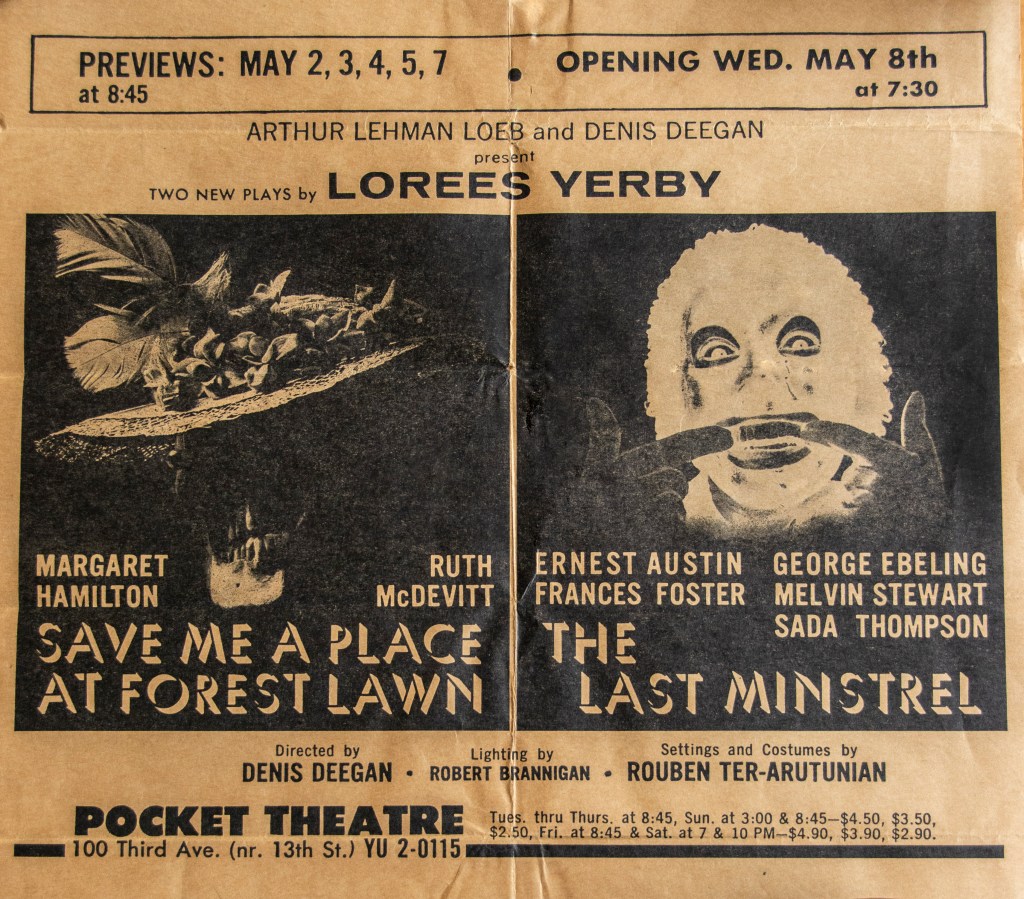 PREVIEWS: MAY 2, 3, 4, 5, 7
at 8:45
• OPENING WED. MAY 8th
at 7:30
ARTHUR LEHMAN LOEB and DENIS DEEGAN
present
TWO NEW PLAYS by LOREES YERBY
MARGARET
HAMILTON
RUTH
McDEVITT
SAVE ME A PLACE
AT FOREST LAWN
ERNEST AUSTIN
FRANCES FOSTER
GEORGE EBELING
MELVIN STEWART
SADA THOMPSON
THE
LAST MINSTREL
Directed by
DENIS DEEGAN •
Lighting by
ROBERT BRANNIGAN •
Settings and Costumes by
ROUBEN TER-ARUTUNIAN
POCKET THEATRE
100 Third Ave. (nr. 13th St.) YU 2-0115
Tues. thru Thurs. at 8:45, Sun. at 3:00 & 8:45—$4.50, $3.50,
$2.50, Fri. at 8:45 & Sat. at 7 & 10 PM—$4.90, $3.90, $2.90.